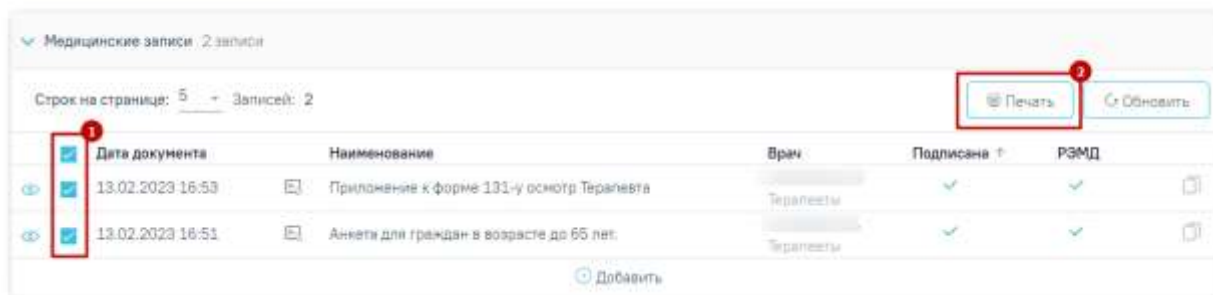 Медицинские записи 2 записи
Строк на странице: 5 Записей: 2
2
Печать Обновить
1
Дата документа Наименование Врач Подписана ↑ РЭМД
13.02.2023 16:53 Приложение к форме 131-у осмотр Терапевта
Терапевты
13.02.2023 16:51 Анкета для граждан в возрасте до 65 лет.
Терапевты
Добавить